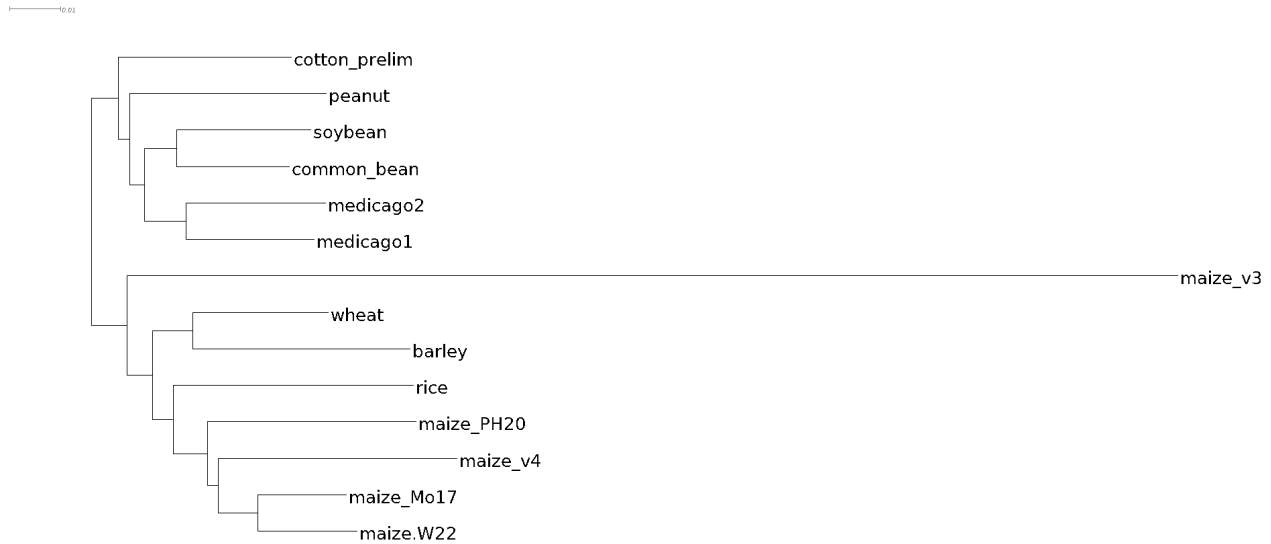 0.01
cotton_prelim
peanut
soybean
common_bean
medicago2
medicago1
maize_v3
wheat
barley
rice
maize_PH20
maize_v4
maize_Mo17
maize.W22